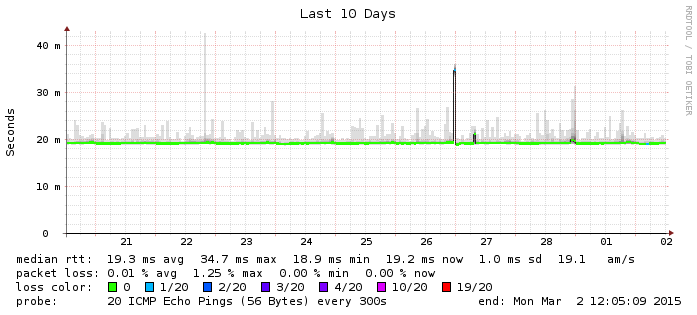 Last 10 Days
RRDTOOL / TOBI OETIKER
Seconds
40 m
30 m
20 m
10 m
0
21 22 23 24 25 26 27 28 01 02
median rtt: 19.3 ms avg 34.7 ms max 18.9 ms min 19.2 ms now 1.0 ms sd 19.1 am/s
packet loss: 0.01 % avg 1.25 % max 0.00 % min 0.00 % now
loss color: 0 1/20 2/20 3/20 4/20 10/20 19/20
probe: 20 ICMP Echo Pings (56 Bytes) every 300s end: Mon Mar 2 12:05:09 2015